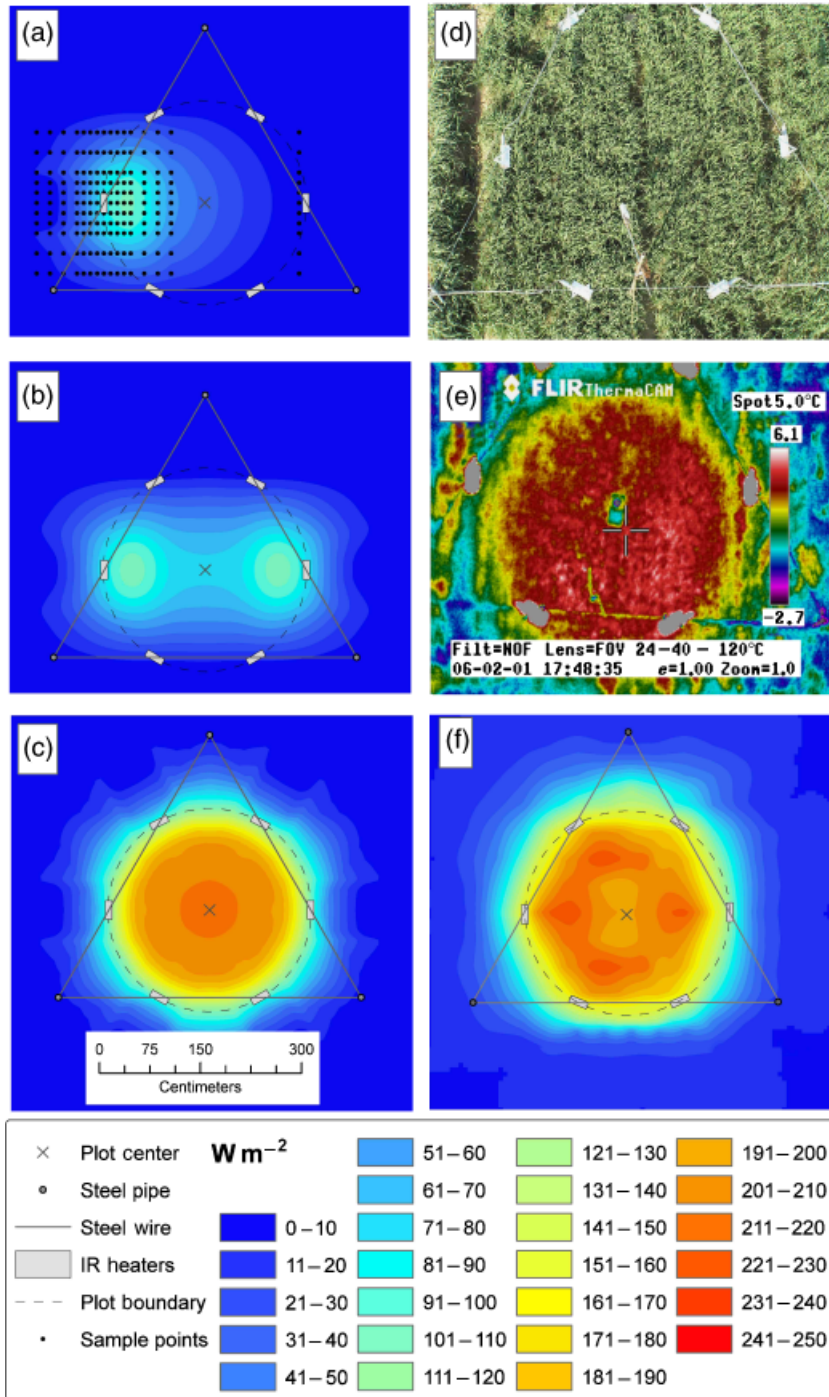 (a)
(d)
(b)
(e)
FLIR ThermaCAM
Spot 5.0°C
6.1
-2.7
Filt=NOF Lens=FOV 24 -40 - 120°C
06-02-01 17:48:35 e=1.00 Zoom=1.0
(c)
(f)
0 75 160 300
Centimeters
Plot center
Steel pipe
Steel wire
IR heaters
Plot boundary
Sample points
W m⁻²
0–10
11–20
21–30
31–40
41–50
51–60
61–70
71–80
81–90
91–100
101–110
111–120
121–130
131–140
141–150
151–160
161–170
171–180
181–190
191–200
201–210
211–220
221–230
231–240
241–250